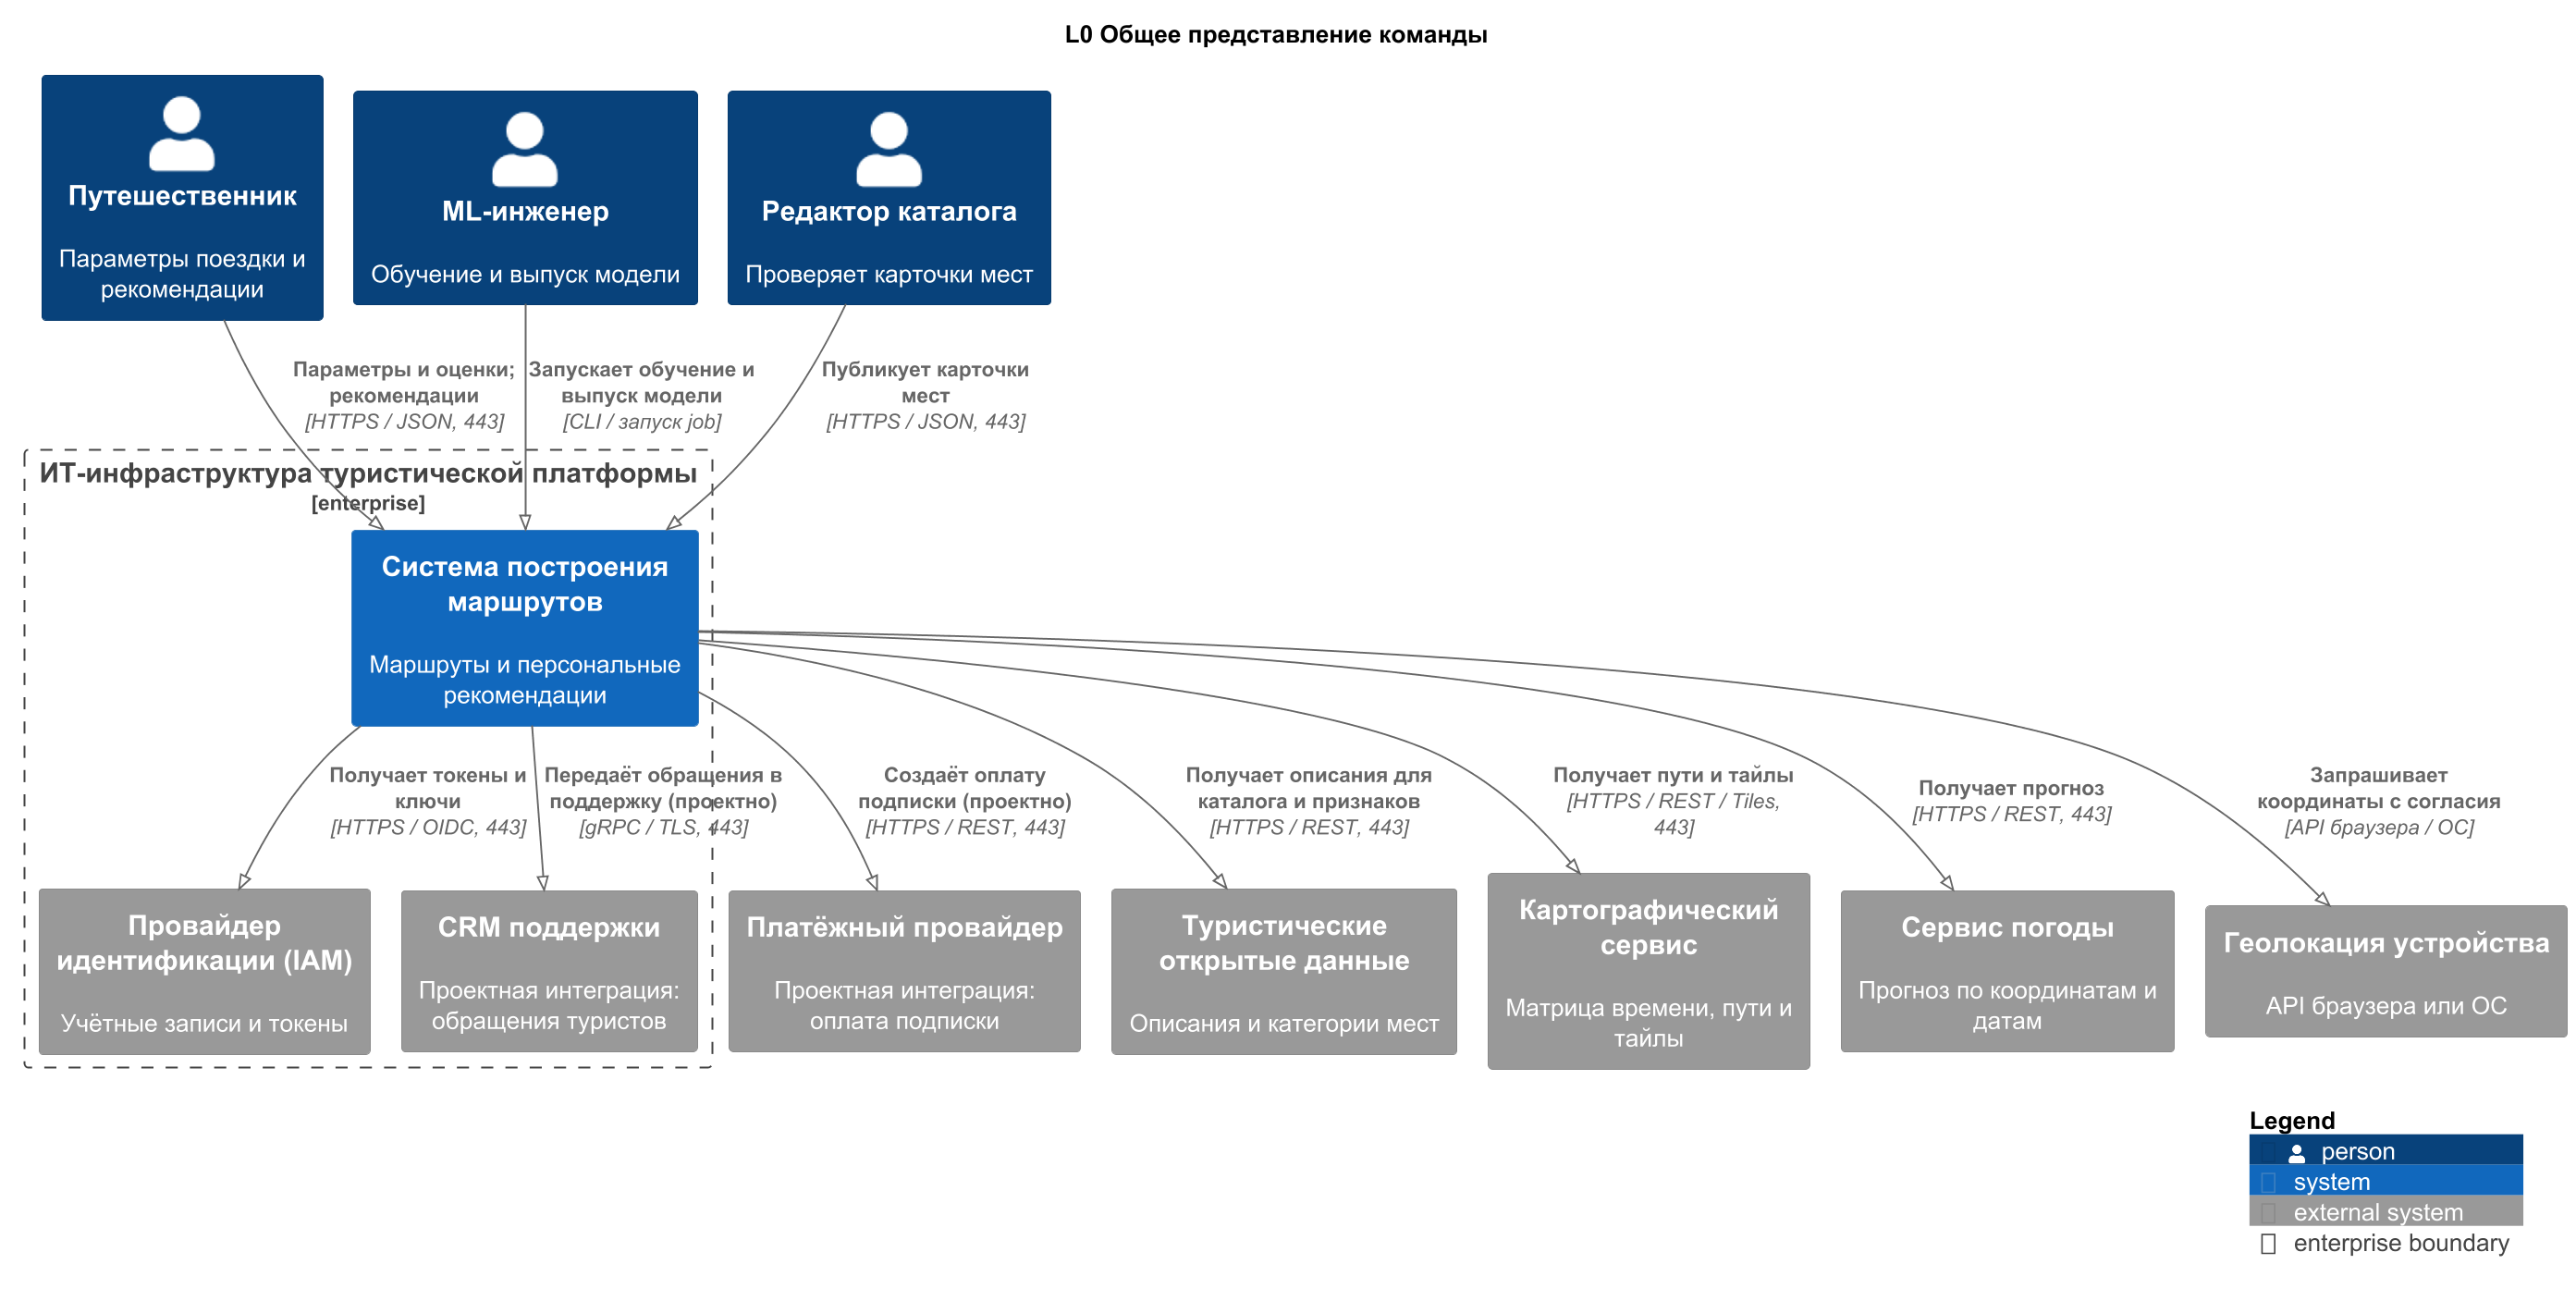 L0 Общее представление команды
Путешественник
Параметры поездки и
рекомендации
ML-инженер
Обучение и выпуск модели
Редактор каталога
Проверяет карточки мест
Параметры и оценки;
рекомендации
[HTTPS / JSON, 443]
Запускает обучение и
выпуск модели
[CLI / запуск job]
Публикует карточки
мест
[HTTPS / JSON, 443]
ИТ-инфраструктура туристической платформы
[enterprise]
Система построения
маршрутов
Маршруты и персональные
рекомендации
Получает токены и
ключи
[HTTPS / OIDC, 443]
Передаёт обращения в
поддержку (проектно)
[gRPC / TLS, 443]
Создаёт оплату
подписки (проектно)
[HTTPS / REST, 443]
Получает описания для
каталога и признаков
[HTTPS / REST, 443]
Получает пути и тайлы
[HTTPS / REST / Tiles,
443]
Получает прогноз
[HTTPS / REST, 443]
Запрашивает
координаты с согласия
[API браузера / ОС]
Провайдер
идентификации (IAM)
Учётные записи и токены
CRM поддержки
Проектная интеграция:
обращения туристов
Платёжный провайдер
Проектная интеграция:
оплата подписки
Туристические
открытые данные
Описания и категории мест
Картографический
сервис
Матрица времени, пути и
тайлы
Сервис погоды
Прогноз по координатам и
датам
Геолокация устройства
API браузера или ОС
Legend
person
system
external system
enterprise boundary